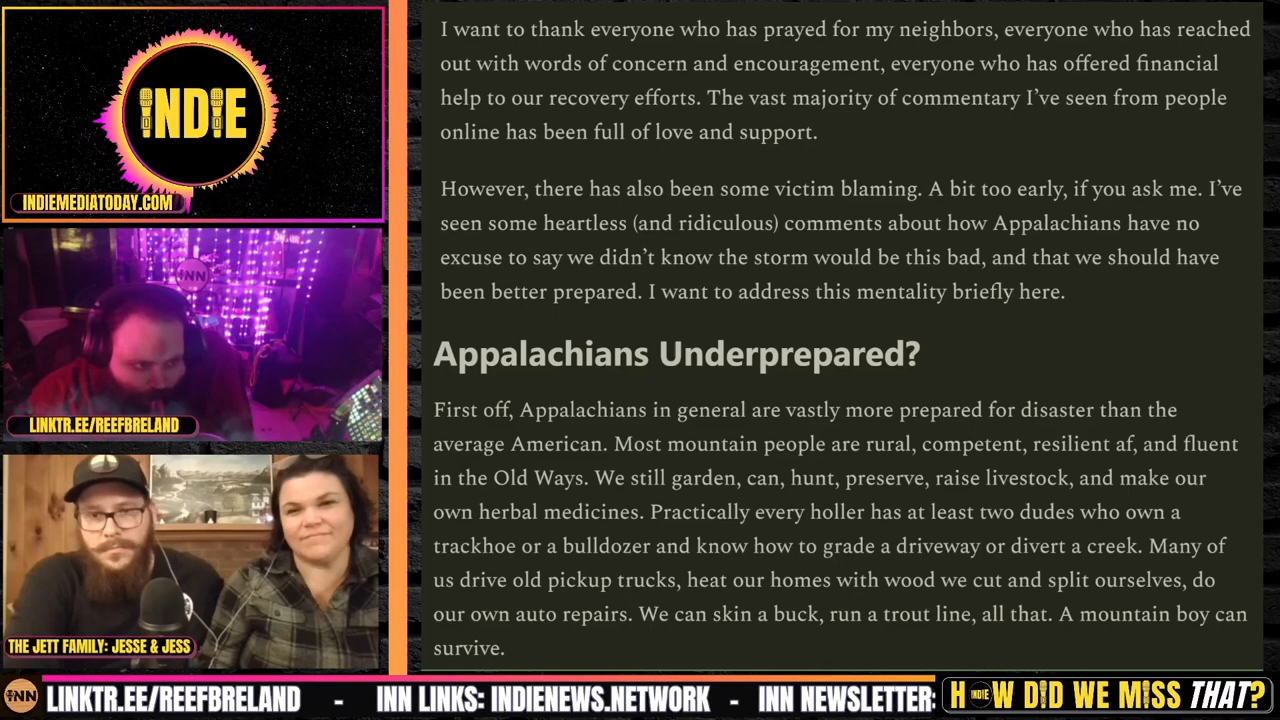 INDIE
INDIEMEDIATODAY.COM
INN
LINKTR.EE/REEFBRELAND
THE JETT FAMILY: JESSE & JESS
I want to thank everyone who has prayed for my neighbors, everyone who has reached
out with words of concern and encouragement, everyone who has offered financial
help to our recovery efforts. The vast majority of commentary I’ve seen from people
online has been full of love and support.
However, there has also been some victim blaming. A bit too early, if you ask me. I’ve
seen some heartless (and ridiculous) comments about how Appalachians have no
excuse to say we didn’t know the storm would be this bad, and that we should have
been better prepared. I want to address this mentality briefly here.
Appalachians Underprepared?
First off, Appalachians in general are vastly more prepared for disaster than the
average American. Most mountain people are rural, competent, resilient af, and fluent
in the Old Ways. We still garden, can, hunt, preserve, raise livestock, and make our
own herbal medicines. Practically every holler has at least two dudes who own a
trackhoe or a bulldozer and know how to grade a driveway or divert a creek. Many of
us drive old pickup trucks, heat our homes with wood we cut and split ourselves, do
our own auto repairs. We can skin a buck, run a trout line, all that. A mountain boy can
survive.
INN
LINKTR.EE/REEFBRELAND - INN LINKS: INDIENEWS.NETWORK - INN NEWSLETTER:
HOW DID WE MISS THAT?
INDIE